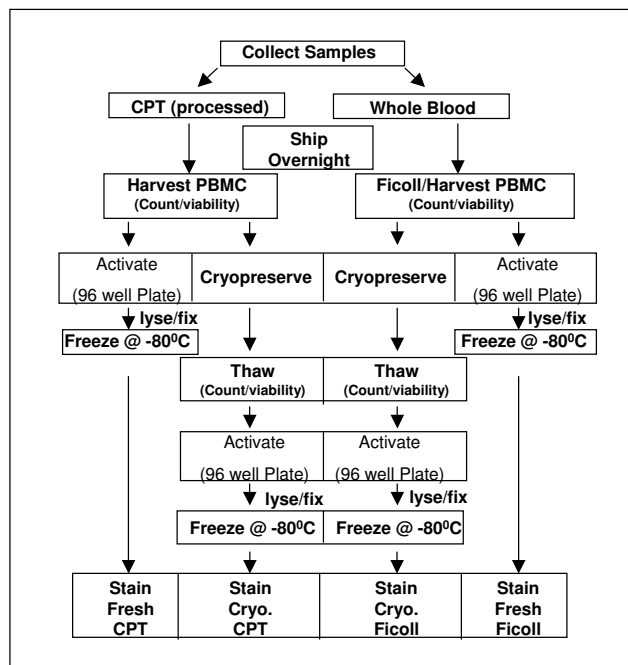 Collect Samples
CPT (processed)
Whole Blood
Ship
Overnight
Harvest PBMC
(Count/viability)
Ficoll/Harvest PBMC
(Count/viability)
Activate
(96 well Plate)
Cryopreserve
Cryopreserve
Activate
(96 well Plate)
lyse/fix
lyse/fix
Freeze @ -80⁰C
Freeze @ -80⁰C
Thaw
(Count/viability)
Thaw
(Count/viability)
Activate
(96 well Plate)
Activate
(96 well Plate)
lyse/fix
lyse/fix
Freeze @ -80⁰C
Freeze @ -80⁰C
Stain
Fresh
CPT
Stain
Cryo.
CPT
Stain
Cryo.
Ficoll
Stain
Fresh
Ficoll